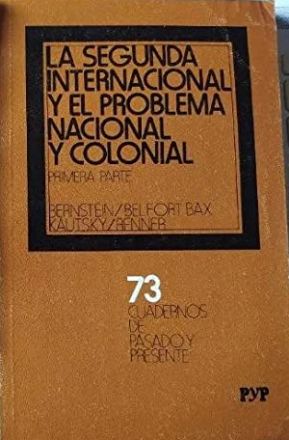 LA SEGUNDA
INTERNACIONAL
Y EL PROBLEMA
NACIONAL
Y COLONIAL
PRIMERA PARTE
BERNSTEIN/BELFORT BAX
KAUTSKY/RENNER
73
CUADERNOS
DE
PASADO Y
PRESENTE
PYP